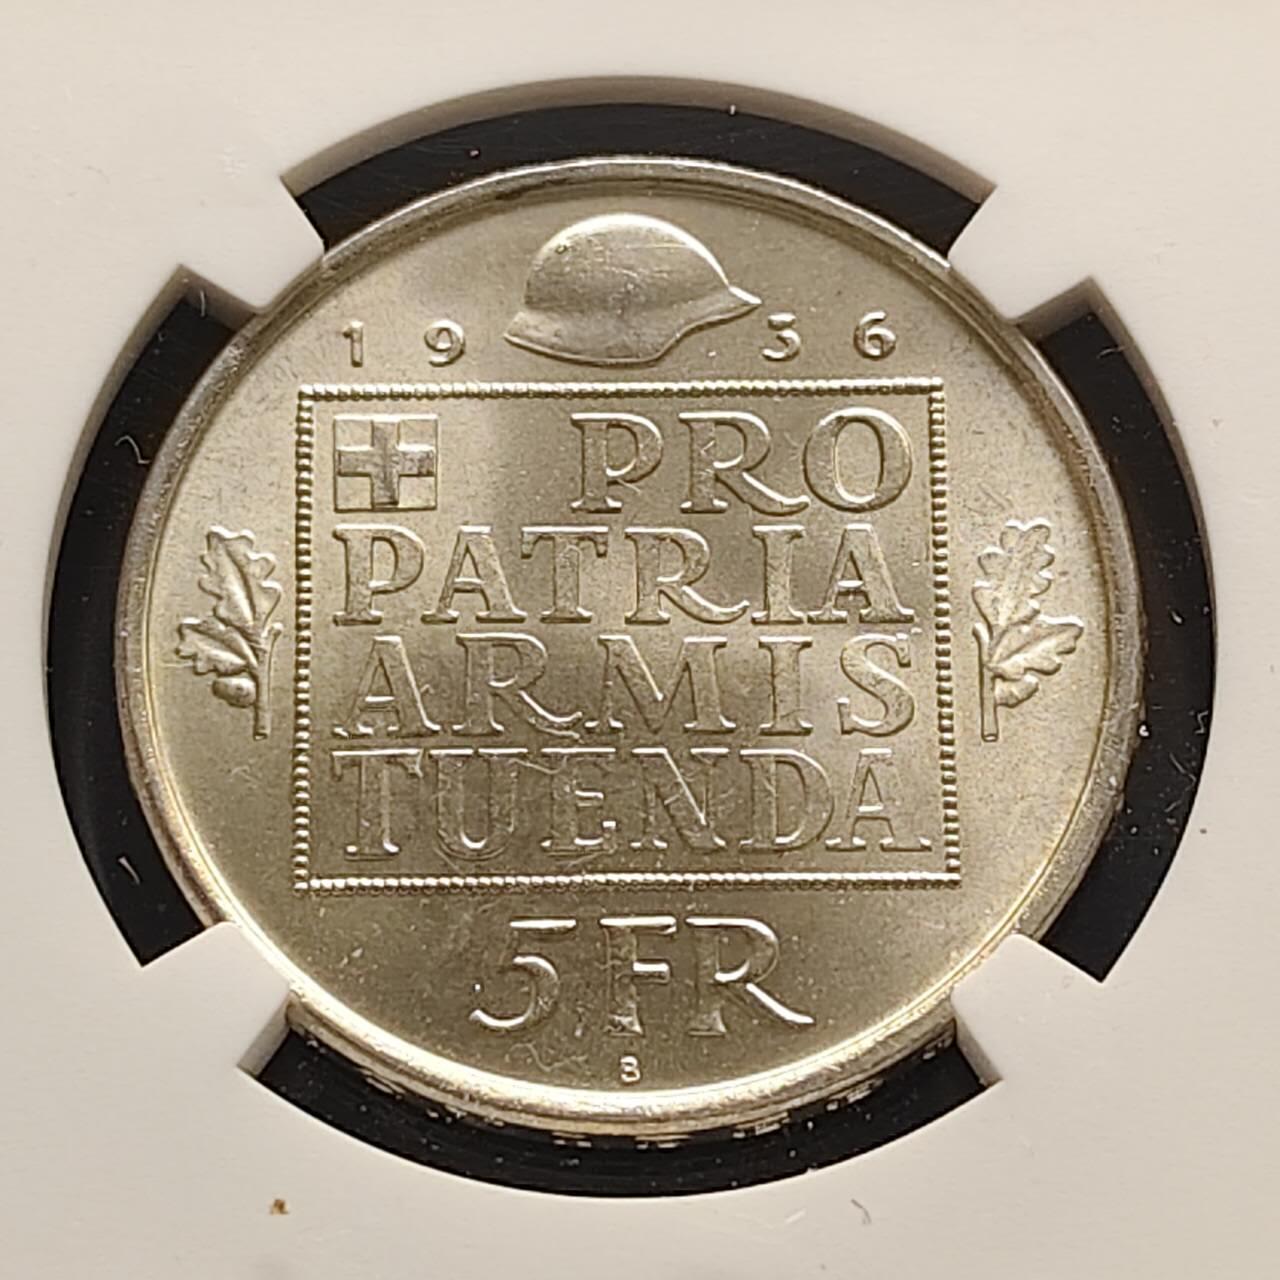 1936
PRO
PATRIA
ARMIS
TUENDA
5 FR
B